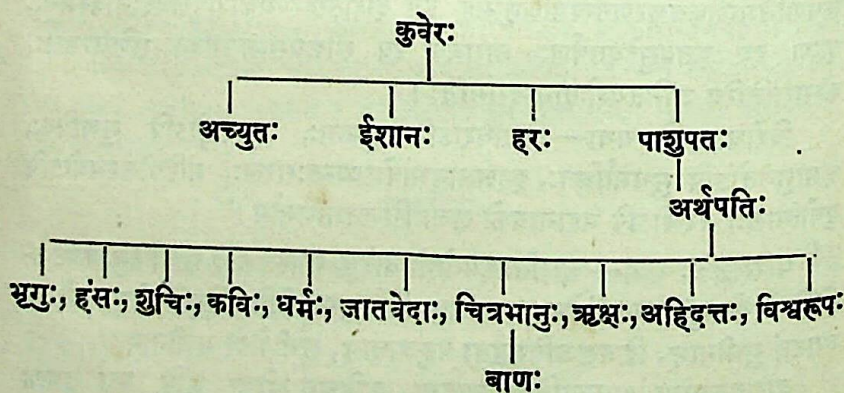 कुवेरः
अच्युतः ईशानः हरः पाशुपतः
अर्थपतिः
भृगुः, हंसः, शुचिः, कविः, धर्मः, जातवेदाः, चित्रभानुः, ऋक्षः, अहिदत्तः, विश्वरूपः
बाणः